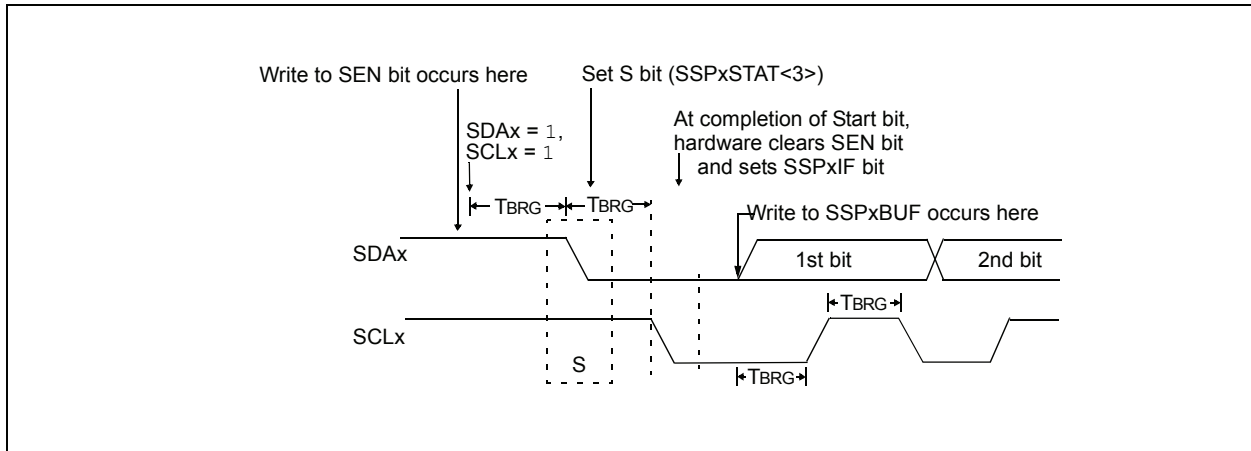 Write to SEN bit occurs here
Set S bit (SSPxSTAT<3>)
SDAx = 1,
SCLx = 1
At completion of Start bit,
hardware clears SEN bit
and sets SSPxIF bit
TBRG
TBRG
Write to SSPxBUF occurs here
SDAx
1st bit
2nd bit
TBRG
SCLx
S
TBRG